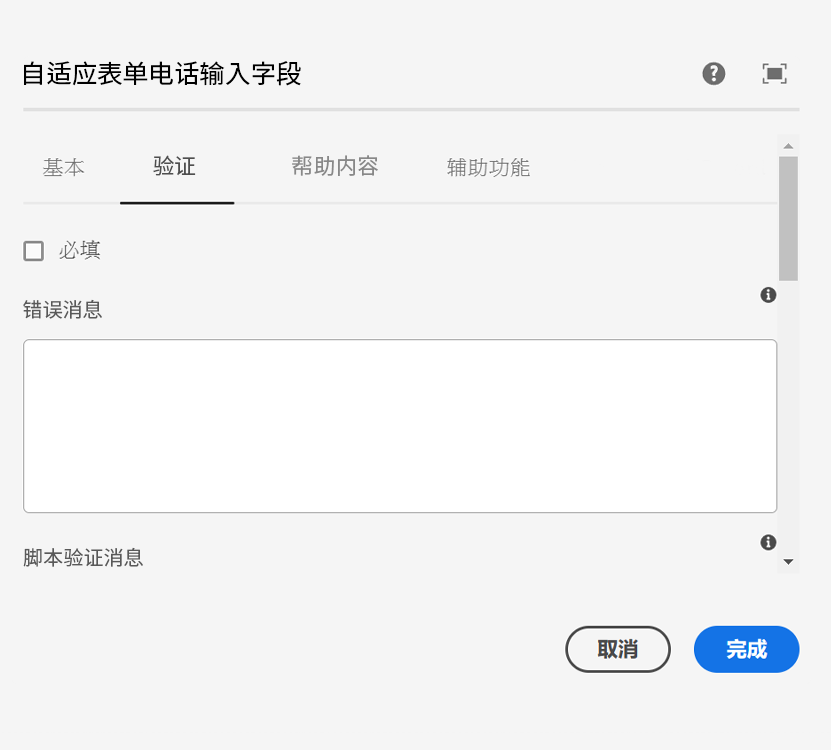 自适应表单电话输入字段
基本 验证 帮助内容 辅助功能
必填
错误消息
脚本验证消息
取消 完成